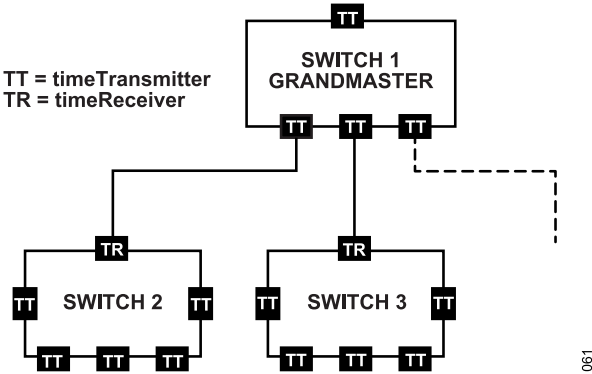 TT
SWITCH 1
GRANDMASTER
TT = timeTransmitter
TR = timeReceiver
TT TT TT
TR TR
TT SWITCH 2 TT TT SWITCH 3 TT
TT TT TT TT TT TT
061